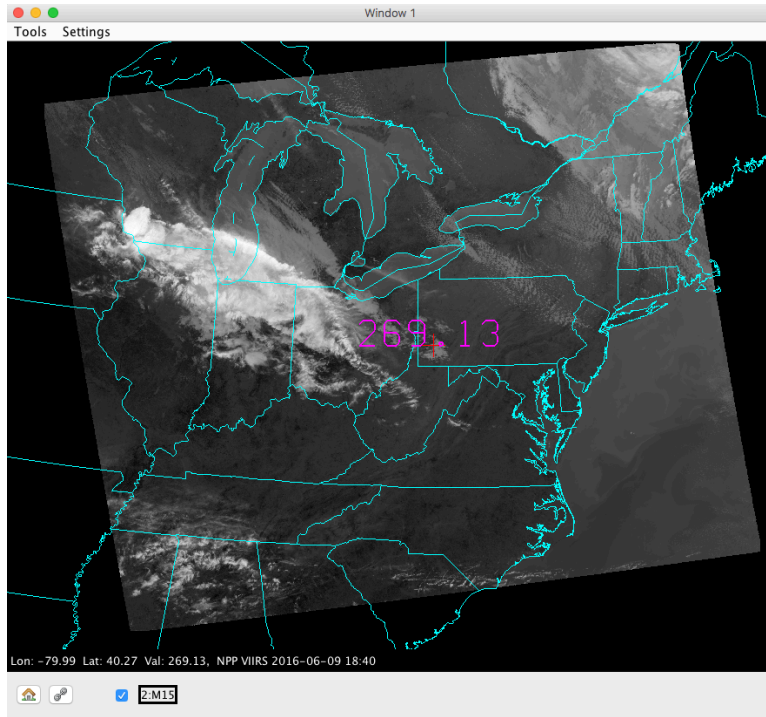 Window 1
Tools Settings
269.13
Lon: -79.99 Lat: 40.27 Val: 269.13, NPP VIIRS 2016-06-09 18:40
2:M15